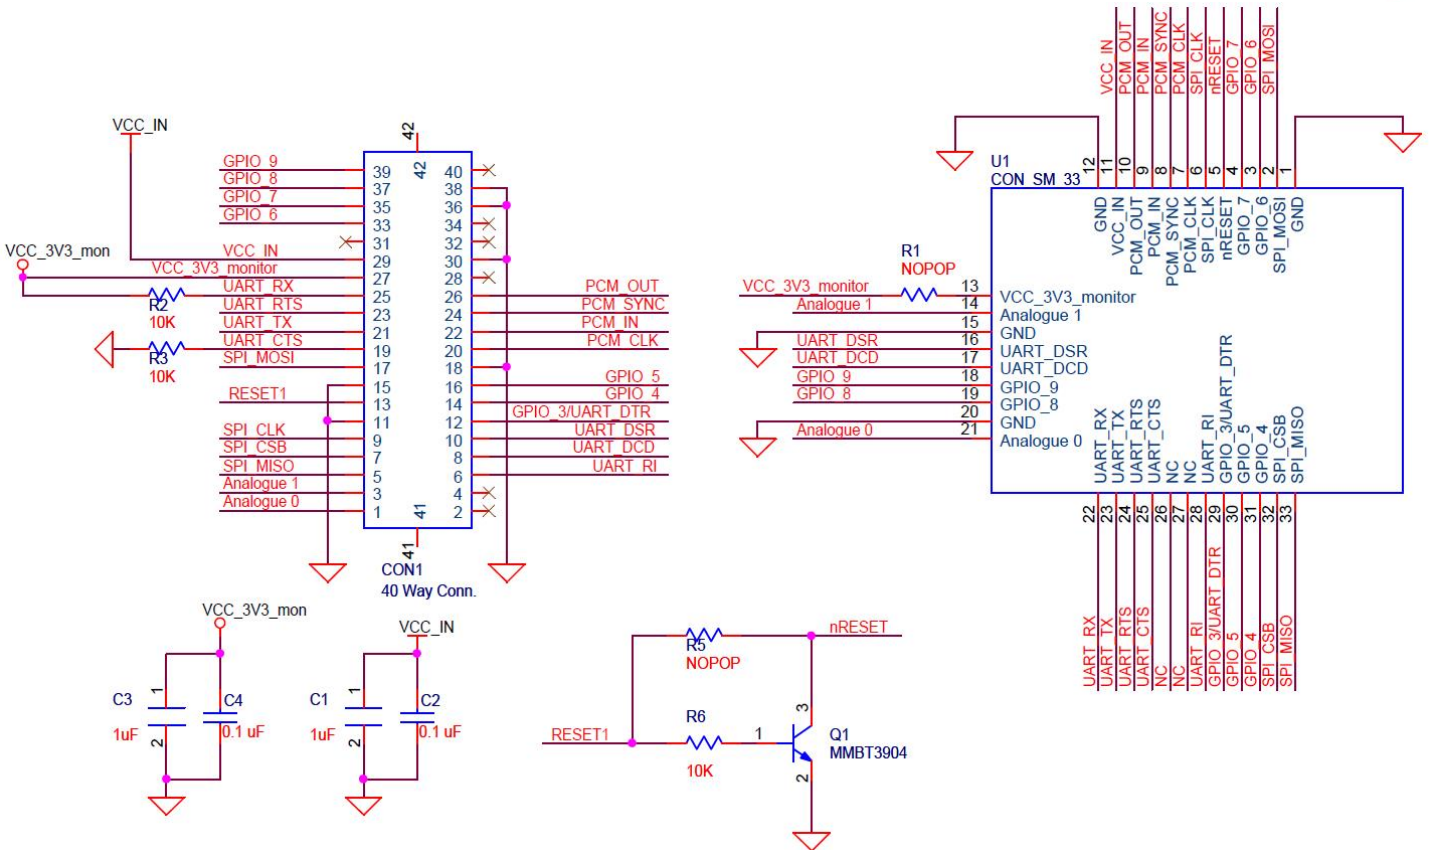 VCC_IN
PCM_OUT
PCM_IN
PCM_SYNC
PCM_CLK
SPI_CLK
nRESET
GPIO_7
GPIO_6
SPI_MOSI
VCC_IN
42
U1
CON_SM_33
12
11
10
9
8
7
6
5
4
3
2
1
GND
VCC_IN
PCM_OUT
PCM_IN
PCM_SYNC
PCM_CLK
SPI_CLK
nRESET
GPIO_7
GPIO_6
SPI_MOSI
GND
42
GPIO_9 39 40
GPIO_8 37 38
GPIO_7 35 36
GPIO_6 33 34
31 32
VCC_3V3_mon
VCC_IN 29 30
VCC_3V3_monitor 27 28
UART_RX 25 26 PCM_OUT
R2
10K
UART_RTS 23 24 PCM_SYNC
UART_TX 21 22 PCM_IN
UART_CTS 19 20 PCM_CLK
R3
10K
SPI_MOSI 17 18
15 16 GPIO_5
RESET1 13 14 GPIO_4
11 12 GPIO_3/UART_DTR
SPI_CLK 9 10 UART_DSR
SPI_CSB 7 8 UART_DCD
SPI_MISO 5 6 UART_RI
Analogue 1 3 4
Analogue 0 1 2
41
41
CON1
40 Way Conn.
R1
NOPOP
VCC_3V3_monitor 13 VCC_3V3_monitor
Analogue 1 14 Analogue 1
15 GND
UART_DSR 16 UART_DSR
UART_DCD 17 UART_DCD
GPIO_9 18 GPIO_9
GPIO_8 19 GPIO_8
20 GND
Analogue 0 21 Analogue 0
UART_RX
UART_TX
UART_RTS
UART_CTS
NC
NC
UART_RI
GPIO_3/UART_DTR
GPIO_5
GPIO_4
SPI_CSB
SPI_MISO
22
23
24
25
26
27
28
29
30
31
32
33
UART_RX
UART_TX
UART_RTS
UART_CTS
NC
NC
UART_RI
GPIO_3/UART_DTR
GPIO_5
GPIO_4
SPI_CSB
SPI_MISO
VCC_3V3_mon
C3
1uF
1
2
C4
0.1 uF
VCC_IN
C1
1uF
1
2
C2
0.1 uF
nRESET
R5
NOPOP
RESET1
R6
10K
1
3
2
Q1
MMBT3904